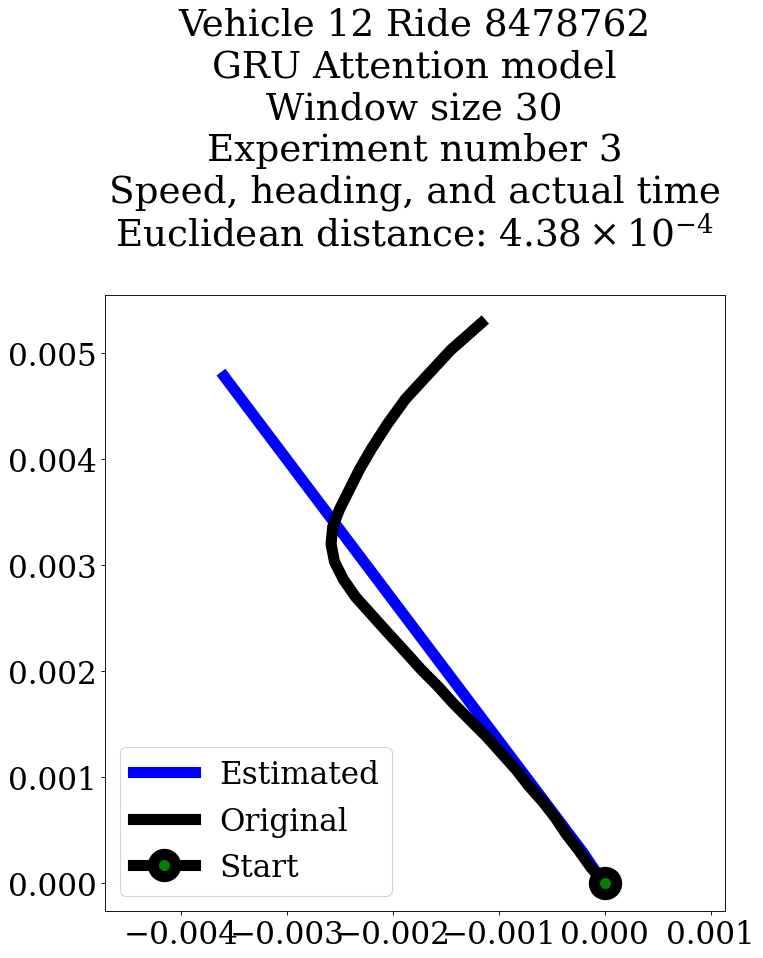 Vehicle 12 Ride 8478762
GRU Attention model
Window size 30
Experiment number 3
Speed, heading, and actual time
Euclidean distance: 4.38 × 10⁻⁴
0.005
0.004
0.003
0.002
0.001
0.000
Estimated
Original
Start
−0.004 −0.003 −0.002 −0.001 0.000 0.001